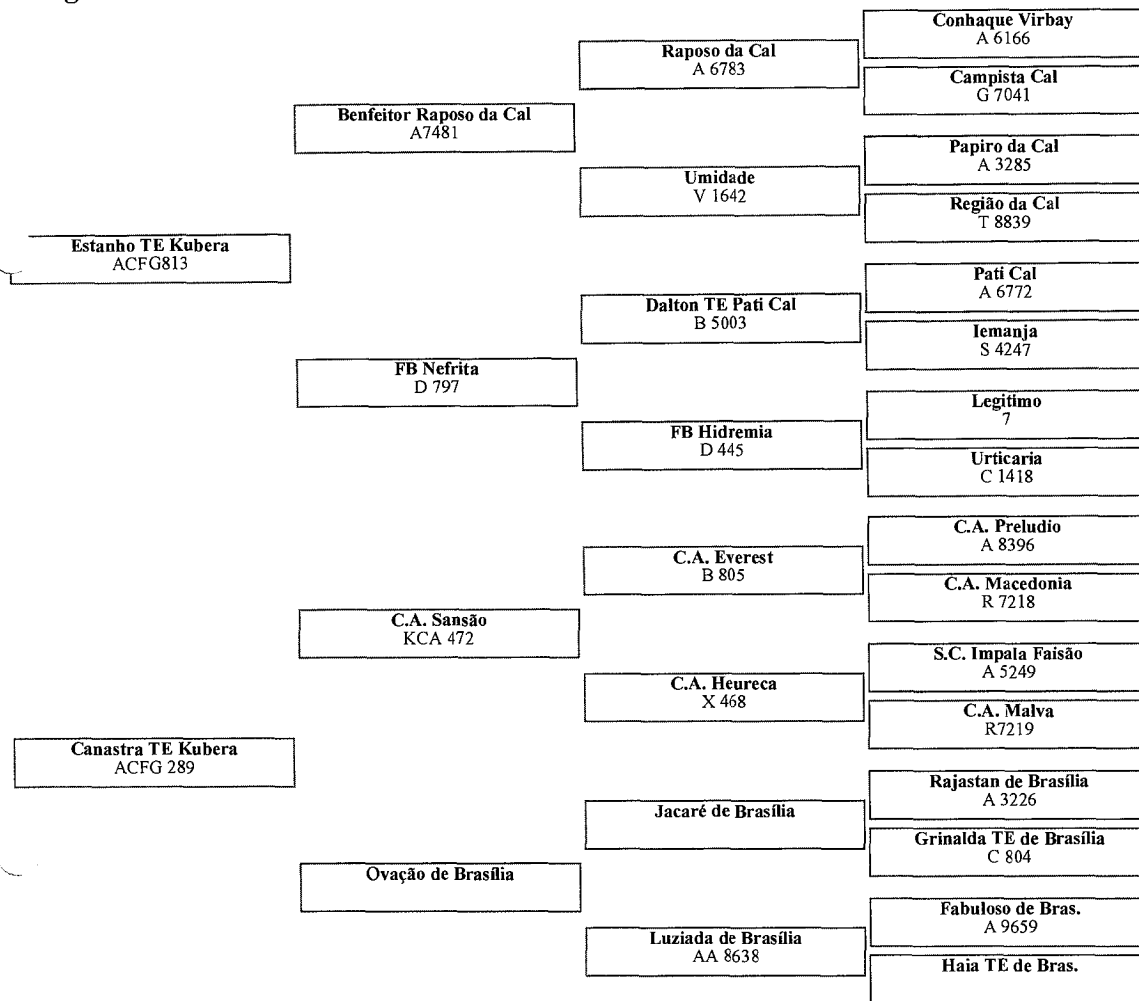 Conhaque Virbay
A 6166
Raposo da Cal
A 6783
Campista Cal
G 7041
Benfeitor Raposo da Cal
A7481
Papiro da Cal
A 3285
Umidade
V 1642
Região da Cal
T 8839
Estanho TE Kubera
ACFG813
Pati Cal
A 6772
Dalton TE Pati Cal
B 5003
Iemanja
S 4247
FB Nefrita
D 797
Legitimo
7
FB Hidremia
D 445
Urticaria
C 1418
C.A. Preludio
A 8396
C.A. Everest
B 805
C.A. Macedonia
R 7218
C.A. Sansão
KCA 472
S.C. Impala Faisão
A 5249
C.A. Heureca
X 468
C.A. Malva
R7219
Canastra TE Kubera
ACFG 289
Rajastan de Brasília
A 3226
Jacaré de Brasília
Grinalda TE de Brasília
C 804
Ovação de Brasília
Fabuloso de Bras.
A 9659
Luziada de Brasília
AA 8638
Haia TE de Bras.